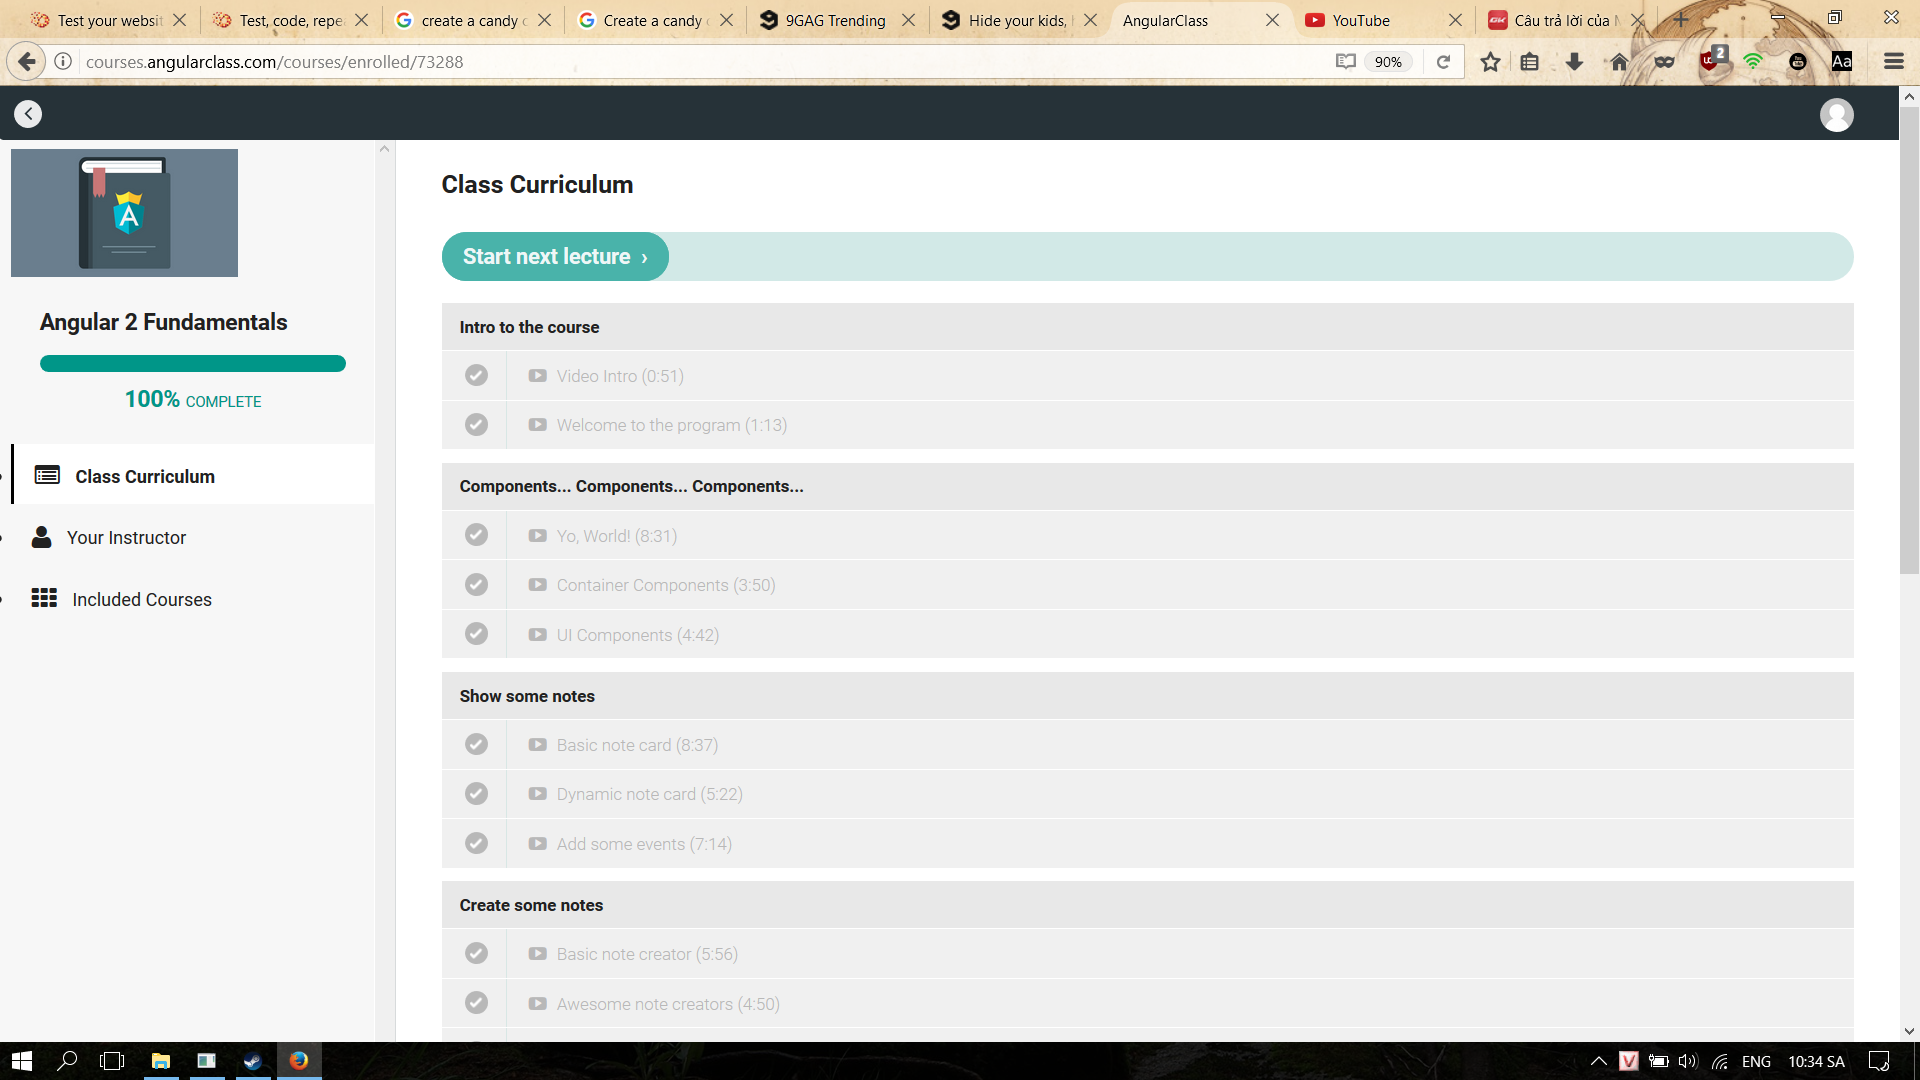 Test your websit
Test, code, repe
create a candy
Create a candy
9GAG Trending
Hide your kids,
AngularClass
YouTube
Câu trả lời của
courses.angularclass.com/courses/enrolled/73288
90%
2
Aa
Angular 2 Fundamentals
100% COMPLETE
Class Curriculum
Your Instructor
Included Courses
Class Curriculum
Start next lecture ›
Intro to the course
Video Intro (0:51)
Welcome to the program (1:13)
Components... Components... Components...
Yo, World! (8:31)
Container Components (3:50)
UI Components (4:42)
Show some notes
Basic note card (8:37)
Dynamic note card (5:22)
Add some events (7:14)
Create some notes
Basic note creator (5:56)
Awesome note creators (4:50)
V
ENG
10:34 SA